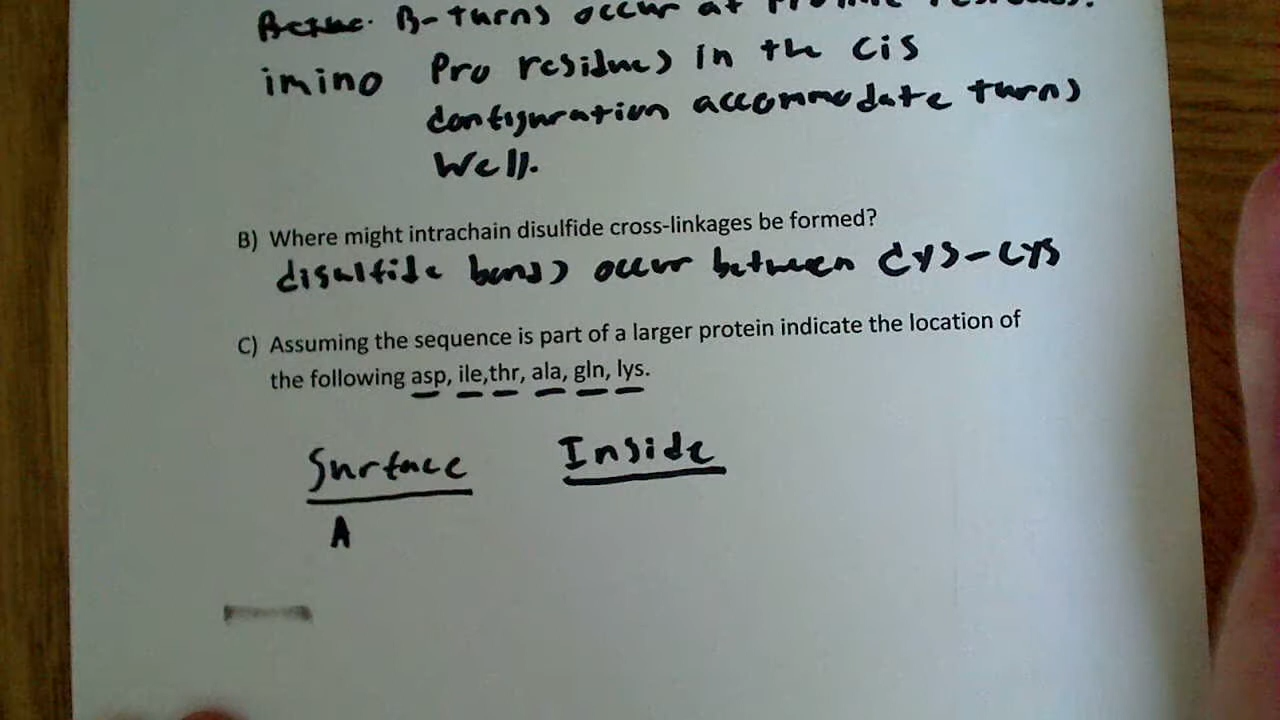 B-turns occur at
imino Pro residues in the cis
configuration accommodate turns
well.
B) Where might intrachain disulfide cross-linkages be formed?
disulfide bonds occur between Cys-Cys
C) Assuming the sequence is part of a larger protein indicate the location of
the following asp, ile,thr, ala, gln, lys.
Surface Inside
A